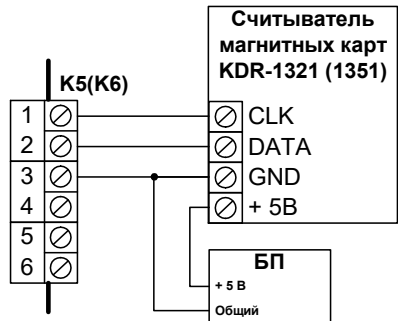 Считыватель
магнитных карт
KDR-1321 (1351)
K5(K6)
1
2
3
4
5
6
CLK
DATA
GND
+ 5В
БП
+ 5 В
Общий